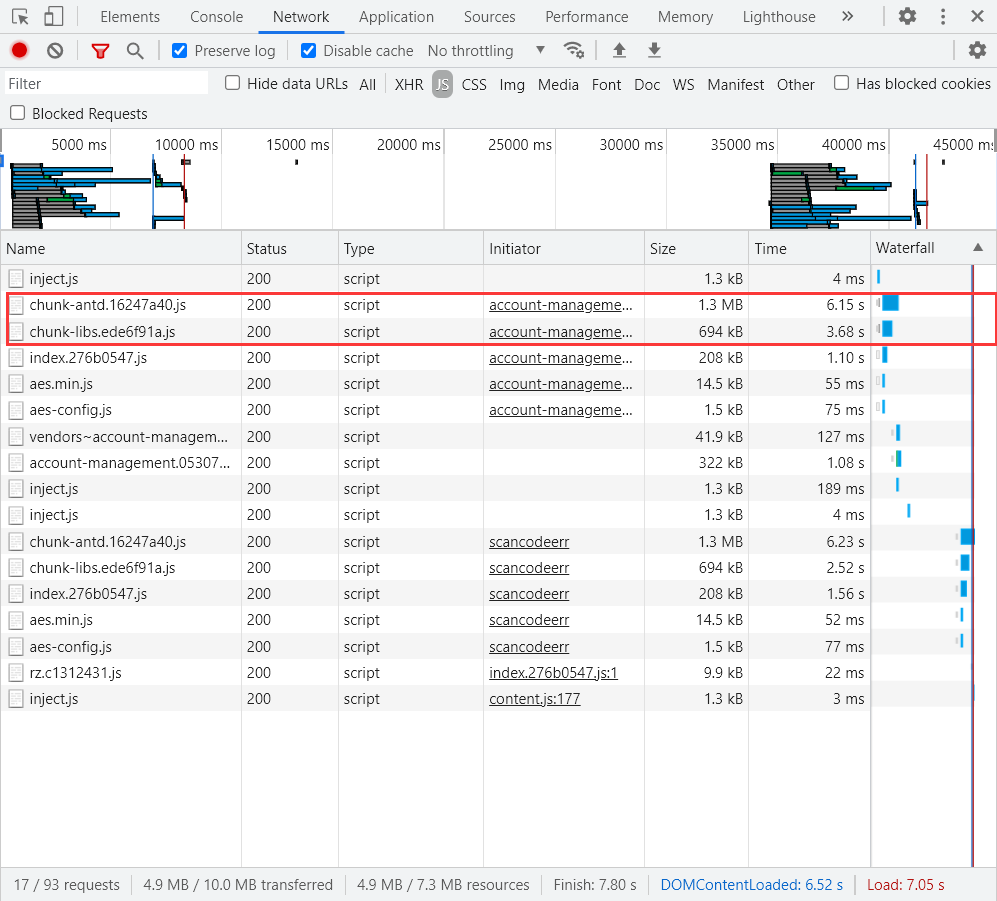 Elements Console Network Application Sources Performance Memory Lighthouse »
Preserve log Disable cache No throttling
Filter Hide data URLs All XHR JS CSS Img Media Font Doc WS Manifest Other Has blocked cookies
Blocked Requests
5000 ms 10000 ms 15000 ms 20000 ms 25000 ms 30000 ms 35000 ms 40000 ms 45000 ms
Name Status Type Initiator Size Time Waterfall
inject.js 200 script 1.3 kB 4 ms
chunk-antd.16247a40.js 200 script account-manageme... 1.3 MB 6.15 s
chunk-libs.ede6f91a.js 200 script account-manageme... 694 kB 3.68 s
index.276b0547.js 200 script account-manageme... 208 kB 1.10 s
aes.min.js 200 script account-manageme... 14.5 kB 55 ms
aes-config.js 200 script account-manageme... 1.5 kB 75 ms
vendors~account-managem... 200 script 41.9 kB 127 ms
account-management.05307... 200 script 322 kB 1.08 s
inject.js 200 script 1.3 kB 189 ms
inject.js 200 script 1.3 kB 4 ms
chunk-antd.16247a40.js 200 script scancodeerr 1.3 MB 6.23 s
chunk-libs.ede6f91a.js 200 script scancodeerr 694 kB 2.52 s
index.276b0547.js 200 script scancodeerr 208 kB 1.56 s
aes.min.js 200 script scancodeerr 14.5 kB 52 ms
aes-config.js 200 script scancodeerr 1.5 kB 77 ms
rz.c1312431.js 200 script index.276b0547.js:1 9.9 kB 22 ms
inject.js 200 script content.js:177 1.3 kB 3 ms
17 / 93 requests 4.9 MB / 10.0 MB transferred 4.9 MB / 7.3 MB resources Finish: 7.80 s DOMContentLoaded: 6.52 s Load: 7.05 s